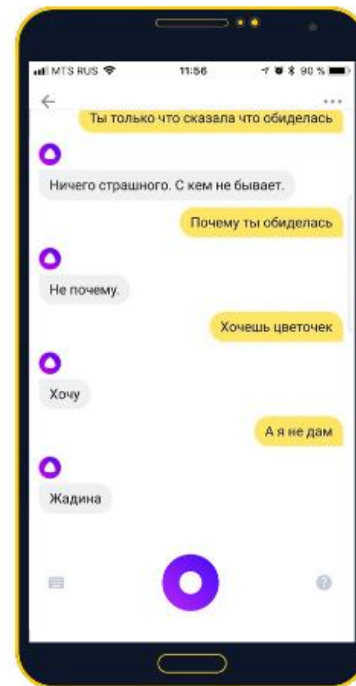 MTS RUS 11:56 90 %
Ты только что сказала что обиделась
Ничего страшного. С кем не бывает.
Почему ты обиделась
Не почему.
Хочешь цветочек
Хочу
А я не дам
Жадина